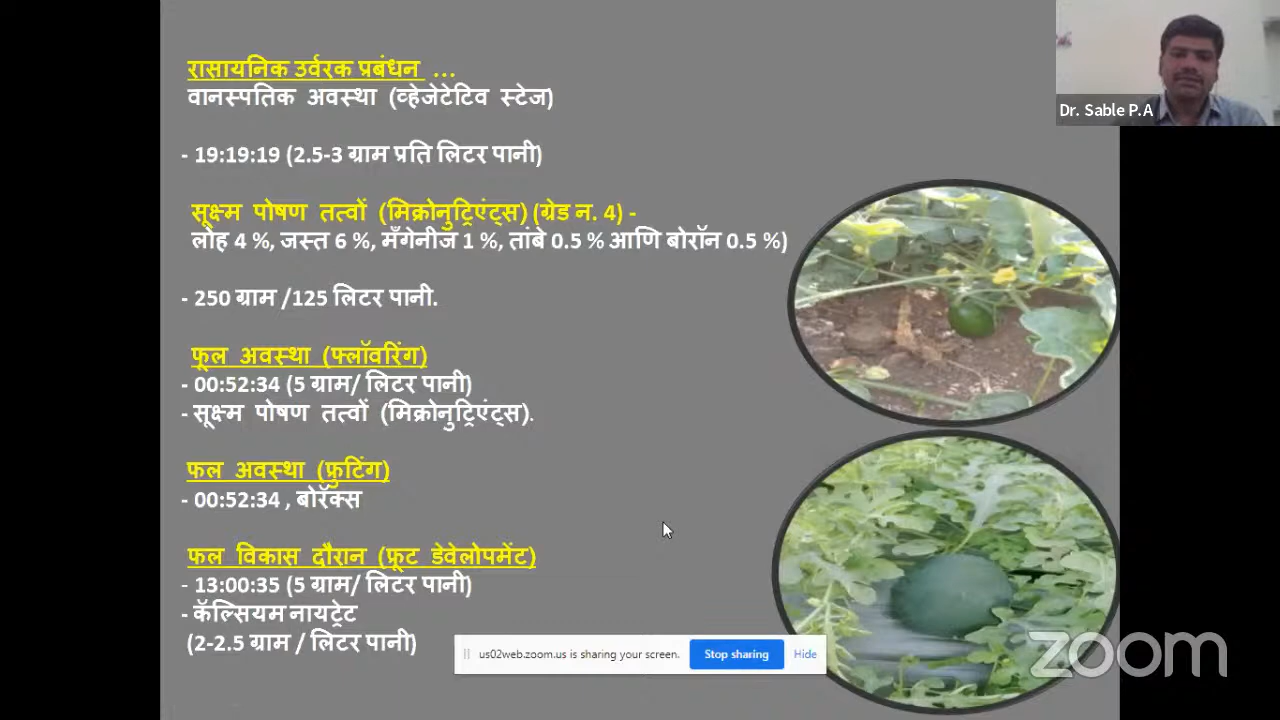 रासायनिक उर्वरक प्रबंधन ...
वानस्पतिक अवस्था (व्हेजेटेटिव स्टेज)
- 19:19:19 (2.5-3 ग्राम प्रति लिटर पानी)
सूक्ष्म पोषण तत्वों (मिक्रोनुट्रिएंट्स) (ग्रेड न. 4) -
लोह 4 %, जस्त 6 %, मँगेनीज 1 %, तांबे 0.5 % आणि बोरॉन 0.5 %)
- 250 ग्राम /125 लिटर पानी.
फूल अवस्था (फ्लॉवरिंग)
- 00:52:34 (5 ग्राम/ लिटर पानी)
- सूक्ष्म पोषण तत्वों (मिक्रोनुट्रिएंट्स).
फल अवस्था (फ्रुटिंग)
- 00:52:34 , बोरॅक्स
फल विकास दौरान (फ्रूट डेवेलोपमेंट)
- 13:00:35 (5 ग्राम/ लिटर पानी)
- कॅल्सियम नायट्रेट
(2-2.5 ग्राम / लिटर पानी)
Dr. Sable P.A
us02web.zoom.us is sharing your screen. Stop sharing Hide
zoom